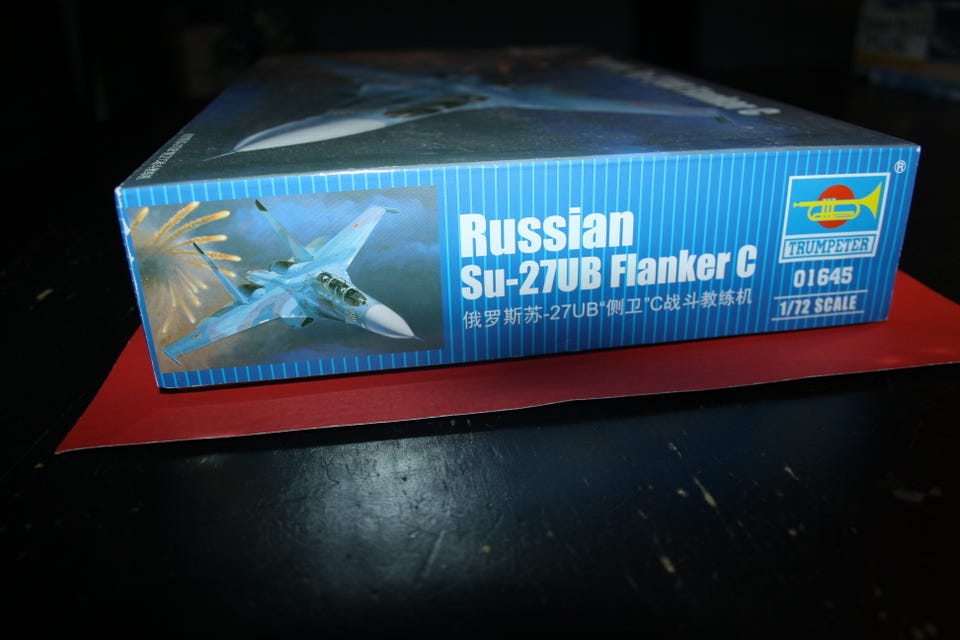 Russian
Su-27UB Flanker C
俄罗斯苏-27UB“侧卫”C战斗教练机
®
TRUMPETER
01645
1/72 SCALE